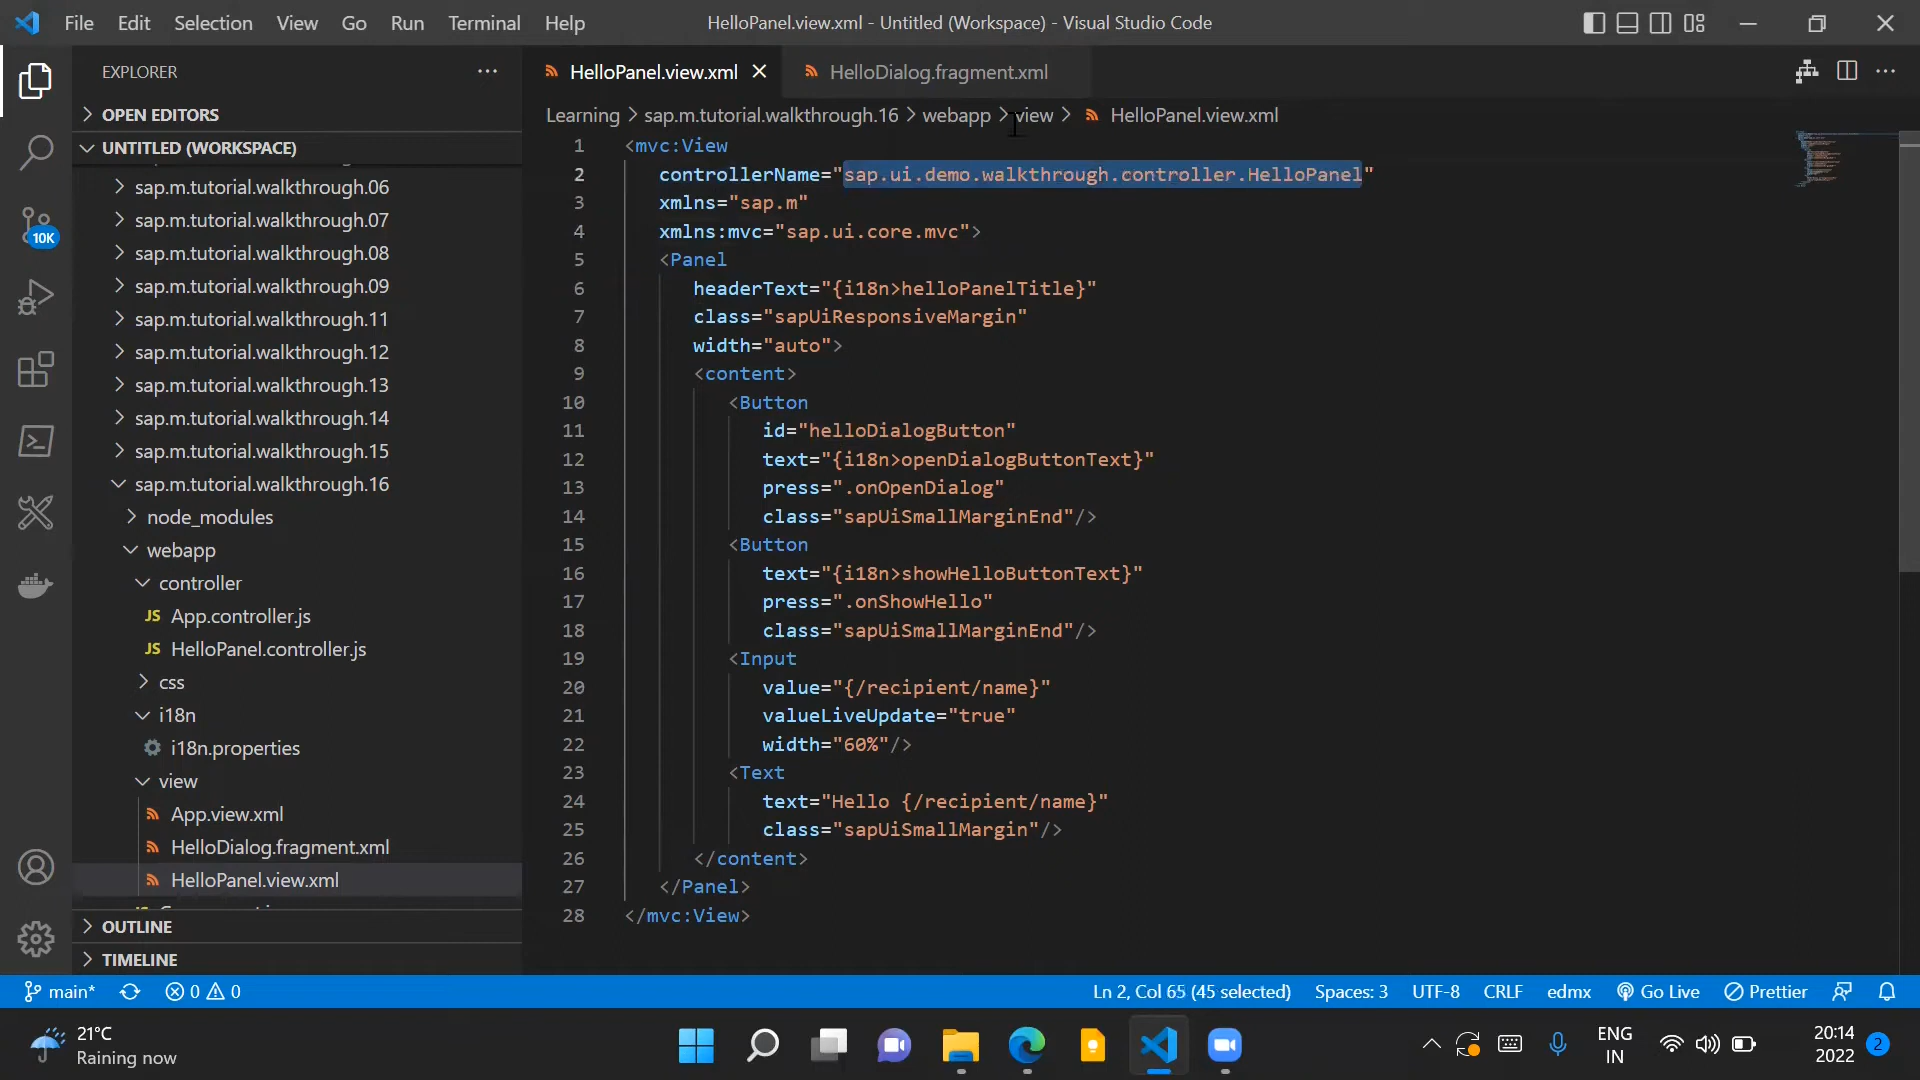 File Edit Selection View Go Run Terminal Help
HelloPanel.view.xml - Untitled (Workspace) - Visual Studio Code
EXPLORER
OPEN EDITORS
UNTITLED (WORKSPACE)
sap.m.tutorial.walkthrough.06
sap.m.tutorial.walkthrough.07
sap.m.tutorial.walkthrough.08
sap.m.tutorial.walkthrough.09
sap.m.tutorial.walkthrough.11
sap.m.tutorial.walkthrough.12
sap.m.tutorial.walkthrough.13
sap.m.tutorial.walkthrough.14
sap.m.tutorial.walkthrough.15
sap.m.tutorial.walkthrough.16
node_modules
webapp
controller
JS App.controller.js
JS HelloPanel.controller.js
css
i18n
i18n.properties
view
App.view.xml
HelloDialog.fragment.xml
HelloPanel.view.xml
OUTLINE
TIMELINE
10K
HelloPanel.view.xml HelloDialog.fragment.xml
Learning > sap.m.tutorial.walkthrough.16 > webapp > view > HelloPanel.view.xml
1 <mvc:View
2 controllerName="sap.ui.demo.walkthrough.controller.HelloPanel"
3 xmlns="sap.m"
4 xmlns:mvc="sap.ui.core.mvc">
5 <Panel
6 headerText="{i18n>helloPanelTitle}"
7 class="sapUiResponsiveMargin"
8 width="auto">
9 <content>
10 <Button
11 id="helloDialogButton"
12 text="{i18n>openDialogButtonText}"
13 press=".onOpenDialog"
14 class="sapUiSmallMarginEnd"/>
15 <Button
16 text="{i18n>showHelloButtonText}"
17 press=".onShowHello"
18 class="sapUiSmallMarginEnd"/>
19 <Input
20 value="{/recipient/name}"
21 valueLiveUpdate="true"
22 width="60%"/>
23 <Text
24 text="Hello {/recipient/name}"
25 class="sapUiSmallMargin"/>
26 </content>
27 </Panel>
28 </mvc:View>
main* 0 0 Ln 2, Col 65 (45 selected) Spaces: 3 UTF-8 CRLF edmx Go Live Prettier
21°C
Raining now
ENG
IN
20:14
2022
2